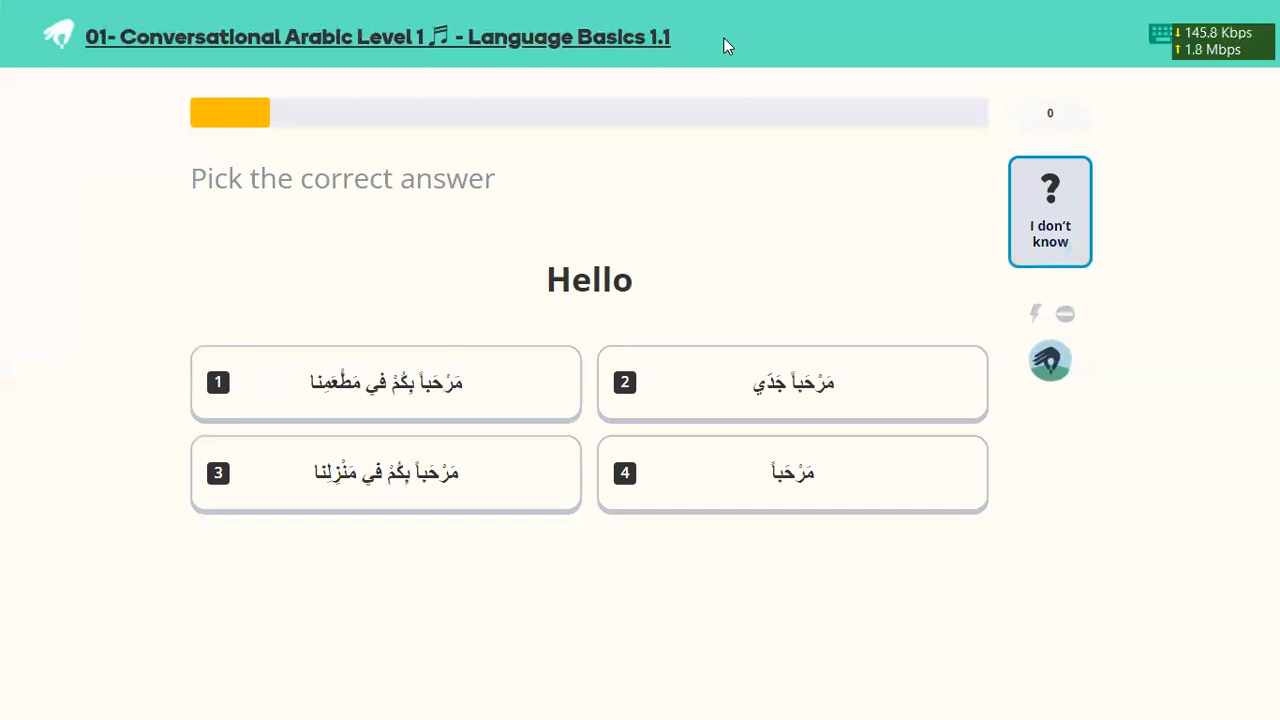 01- Conversational Arabic Level 1 🎵 - Language Basics 1.1
↓ 145.8 Kbps
↑ 1.8 Mbps
0
Pick the correct answer
?
I don't
know
Hello
1 مَرْحَباً بِكُمْ في مَطْعَمِنا
2 مَرْحَباً جَدّي
3 مَرْحَباً بِكُمْ في مَنْزِلِنا
4 مَرْحَباً